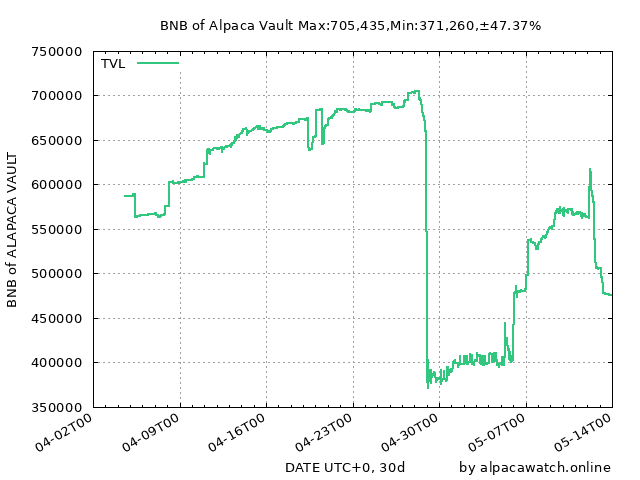 BNB of Alpaca Vault Max:705,435,Min:371,260,±47.37%
TVL
750000
700000
650000
600000
550000
500000
450000
400000
350000
BNB of ALAPACA VAULT
04-02T00
04-09T00
04-16T00
04-23T00
04-30T00
05-07T00
05-14T00
DATE UTC+0, 30d
by alpacawatch.online